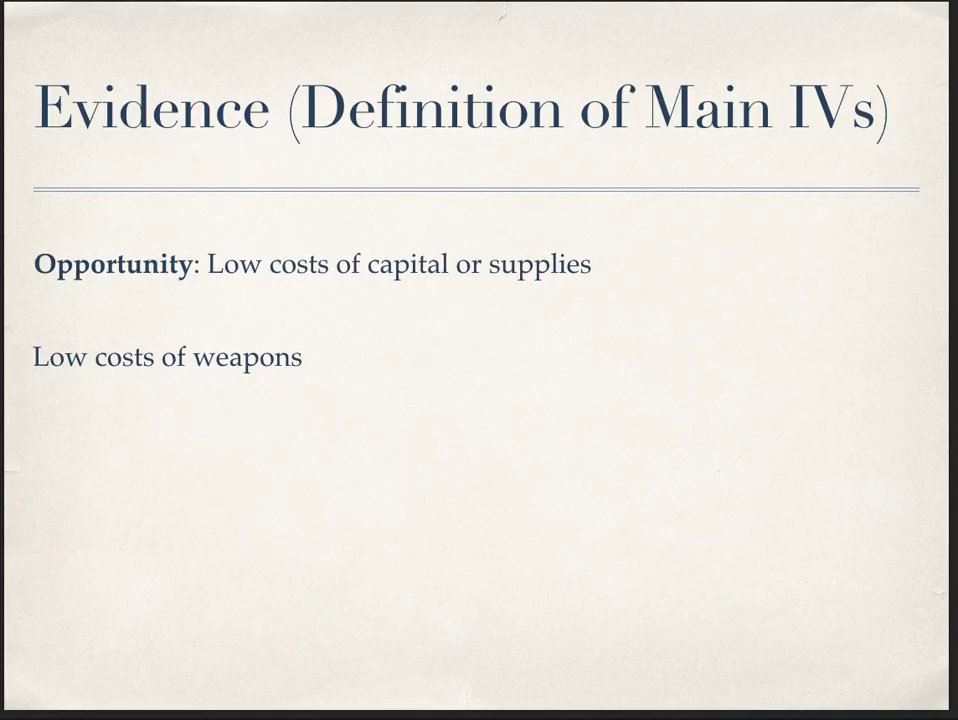 Evidence (Definition of Main IVs)
Opportunity: Low costs of capital or supplies
Low costs of weapons